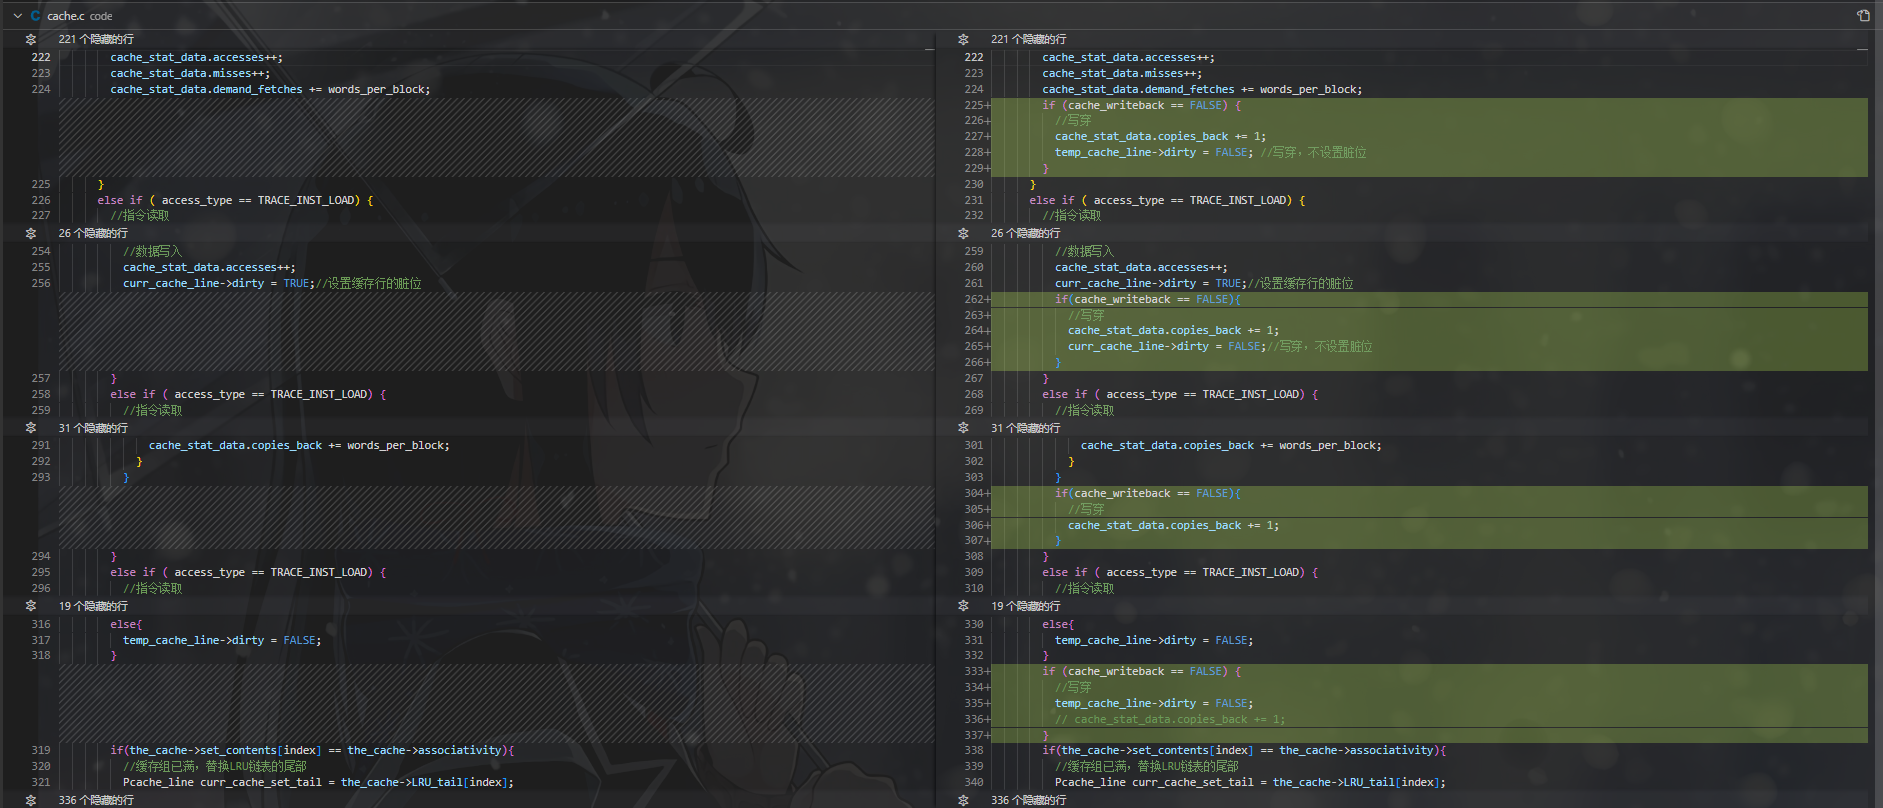 cache.c code
221 个隐藏的行
222 cache_stat_data.accesses++;
223 cache_stat_data.misses++;
224 cache_stat_data.demand_fetches += words_per_block;
225 }
226 else if ( access_type == TRACE_INST_LOAD) {
227 //指令读取
26 个隐藏的行
254 //数据写入
255 cache_stat_data.accesses++;
256 curr_cache_line->dirty = TRUE;//设置缓存行的脏位
257 }
258 else if ( access_type == TRACE_INST_LOAD) {
259 //指令读取
31 个隐藏的行
291 cache_stat_data.copies_back += words_per_block;
292 }
293 }
294 }
295 else if ( access_type == TRACE_INST_LOAD) {
296 //指令读取
19 个隐藏的行
316 else{
317 temp_cache_line->dirty = FALSE;
318 }
319 if(the_cache->set_contents[index] == the_cache->associativity){
320 //缓存组已满，替换LRU链表的尾部
321 Pcache_line curr_cache_set_tail = the_cache->LRU_tail[index];
336 个隐藏的行
221 个隐藏的行
222 cache_stat_data.accesses++;
223 cache_stat_data.misses++;
224 cache_stat_data.demand_fetches += words_per_block;
225+ if (cache_writeback == FALSE) {
226+ //写穿
227+ cache_stat_data.copies_back += 1;
228+ temp_cache_line->dirty = FALSE; //写穿，不设置脏位
229+ }
230 }
231 else if ( access_type == TRACE_INST_LOAD) {
232 //指令读取
26 个隐藏的行
259 //数据写入
260 cache_stat_data.accesses++;
261 curr_cache_line->dirty = TRUE;//设置缓存行的脏位
262+ if(cache_writeback == FALSE){
263+ //写穿
264+ cache_stat_data.copies_back += 1;
265+ curr_cache_line->dirty = FALSE;//写穿，不设置脏位
266+ }
267 }
268 else if ( access_type == TRACE_INST_LOAD) {
269 //指令读取
31 个隐藏的行
301 cache_stat_data.copies_back += words_per_block;
302 }
303 }
304+ if(cache_writeback == FALSE){
305+ //写穿
306+ cache_stat_data.copies_back += 1;
307+ }
308 }
309 else if ( access_type == TRACE_INST_LOAD) {
310 //指令读取
19 个隐藏的行
330 else{
331 temp_cache_line->dirty = FALSE;
332 }
333+ if (cache_writeback == FALSE) {
334+ //写穿
335+ temp_cache_line->dirty = FALSE;
336+ // cache_stat_data.copies_back += 1;
337+ }
338 if(the_cache->set_contents[index] == the_cache->associativity){
339 //缓存组已满，替换LRU链表的尾部
340 Pcache_line curr_cache_set_tail = the_cache->LRU_tail[index];
336 个隐藏的行